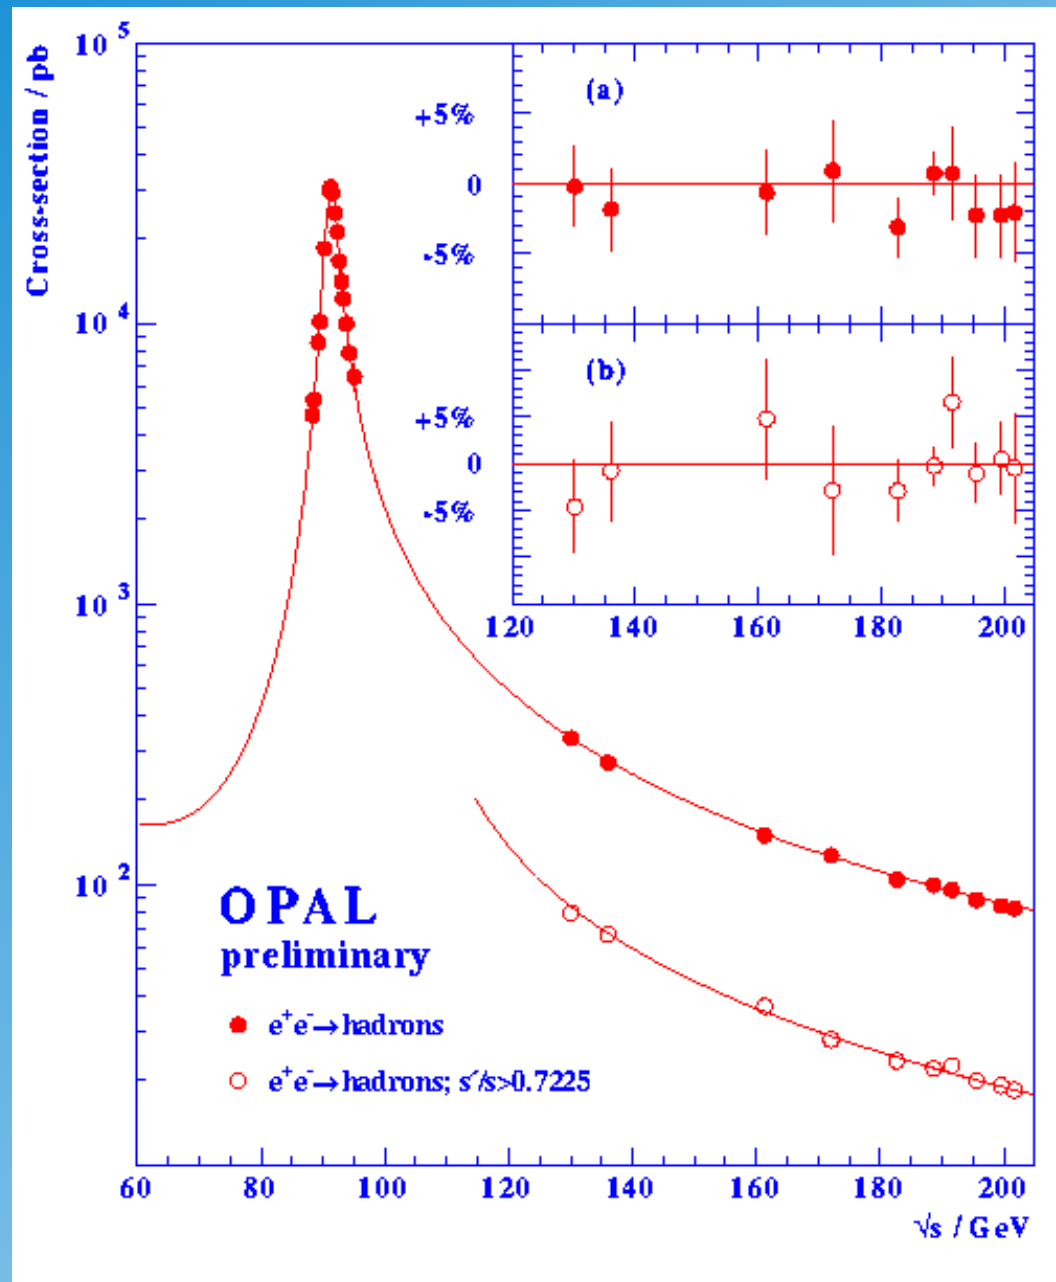 Cross-section / pb
10^5
10^4
10^3
10^2
(a)
+5%
0
-5%
(b)
+5%
0
-5%
120 140 160 180 200
OPAL
preliminary
e^+e^-→hadrons
e^+e^-→hadrons; s´/s>0.7225
60 80 100 120 140 160 180 200
√s / GeV